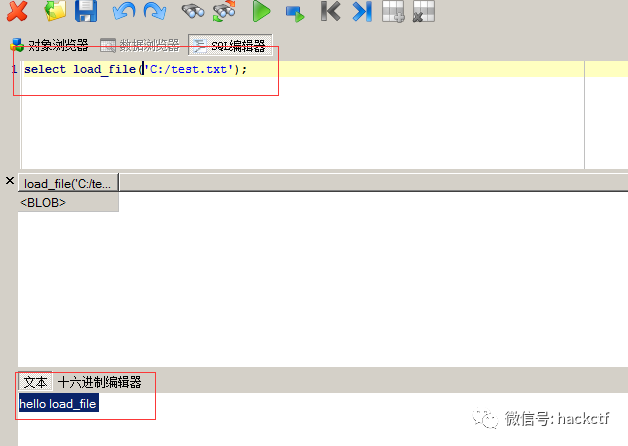 对象浏览器 数据浏览器 SQL编辑器
1 select load_file('C:/test.txt');
load_file('C:/te...
<BLOB>
文本 十六进制编辑器
hello load_file
微信号: hackctf